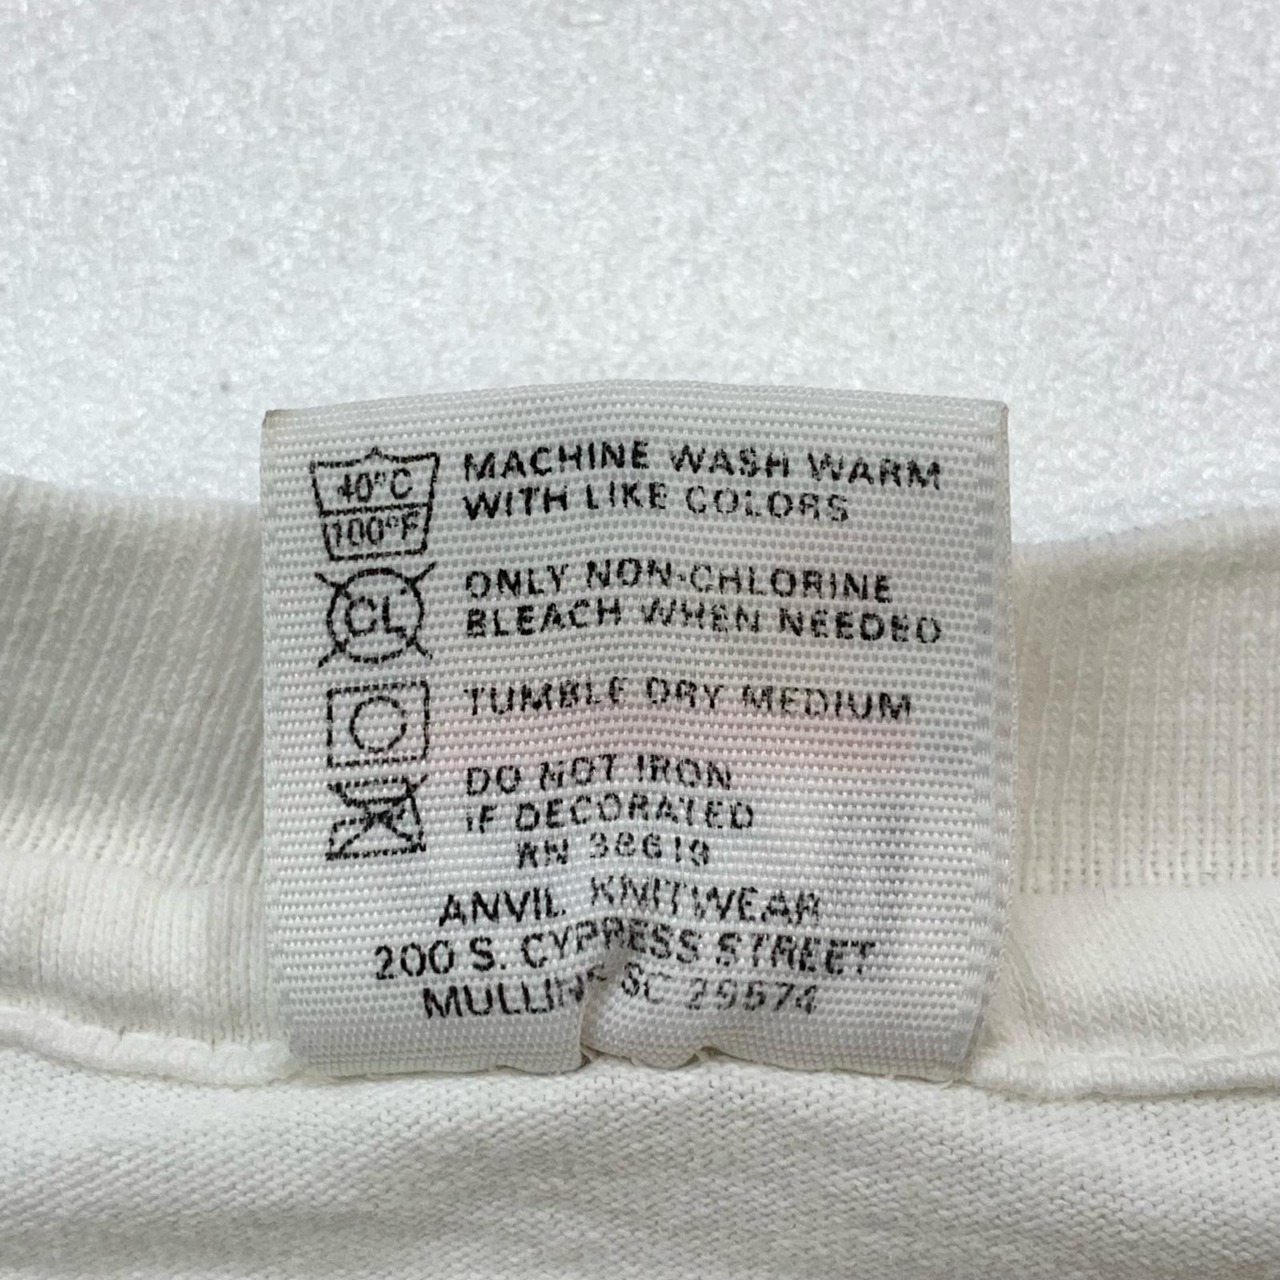 40°C
100°F
MACHINE WASH WARM
WITH LIKE COLORS
CL
ONLY NON-CHLORINE
BLEACH WHEN NEEDED
TUMBLE DRY MEDIUM
DO NOT IRON
IF DECORATED
RN 38619
ANVIL KNITWEAR
200 S. CYPRESS STREET
MULLINS SC 29574